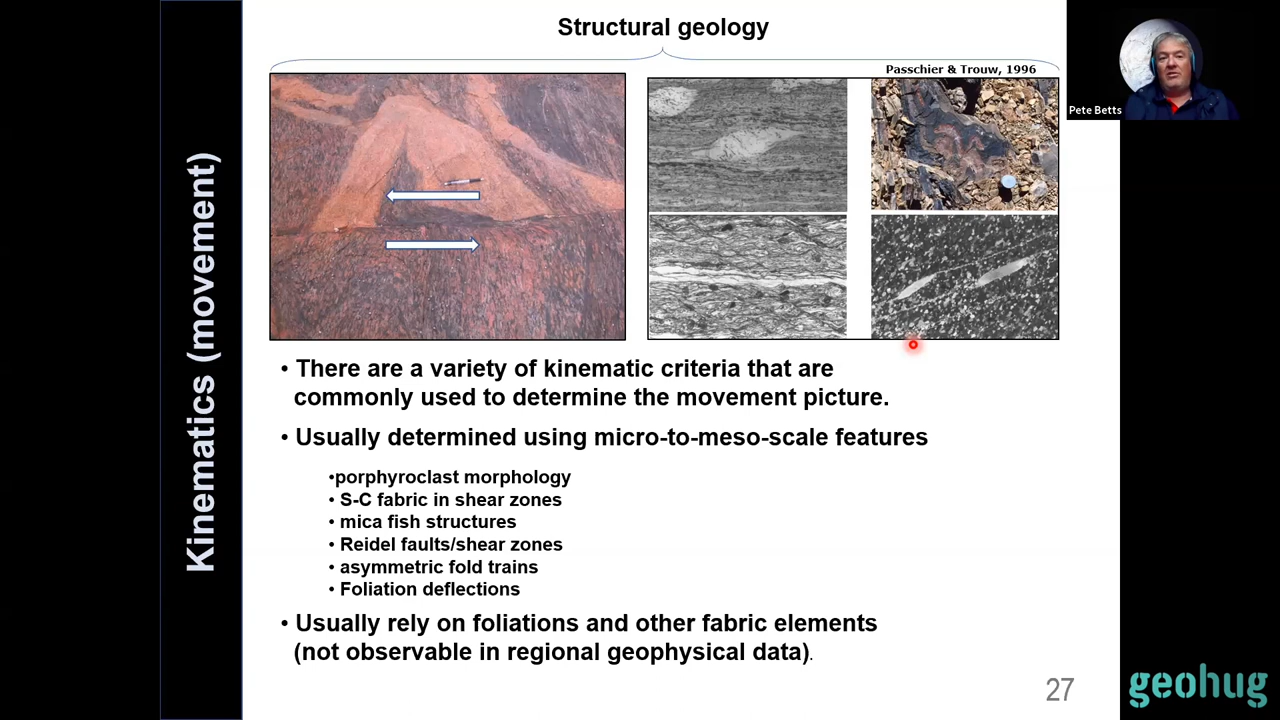 Structural geology
Passchier & Trouw, 1996
Pete Betts
Kinematics (movement)
• There are a variety of kinematic criteria that are
commonly used to determine the movement picture.
• Usually determined using micro-to-meso-scale features
•porphyroclast morphology
• S-C fabric in shear zones
• mica fish structures
• Reidel faults/shear zones
• asymmetric fold trains
• Foliation deflections
• Usually rely on foliations and other fabric elements
(not observable in regional geophysical data).
27
geohug